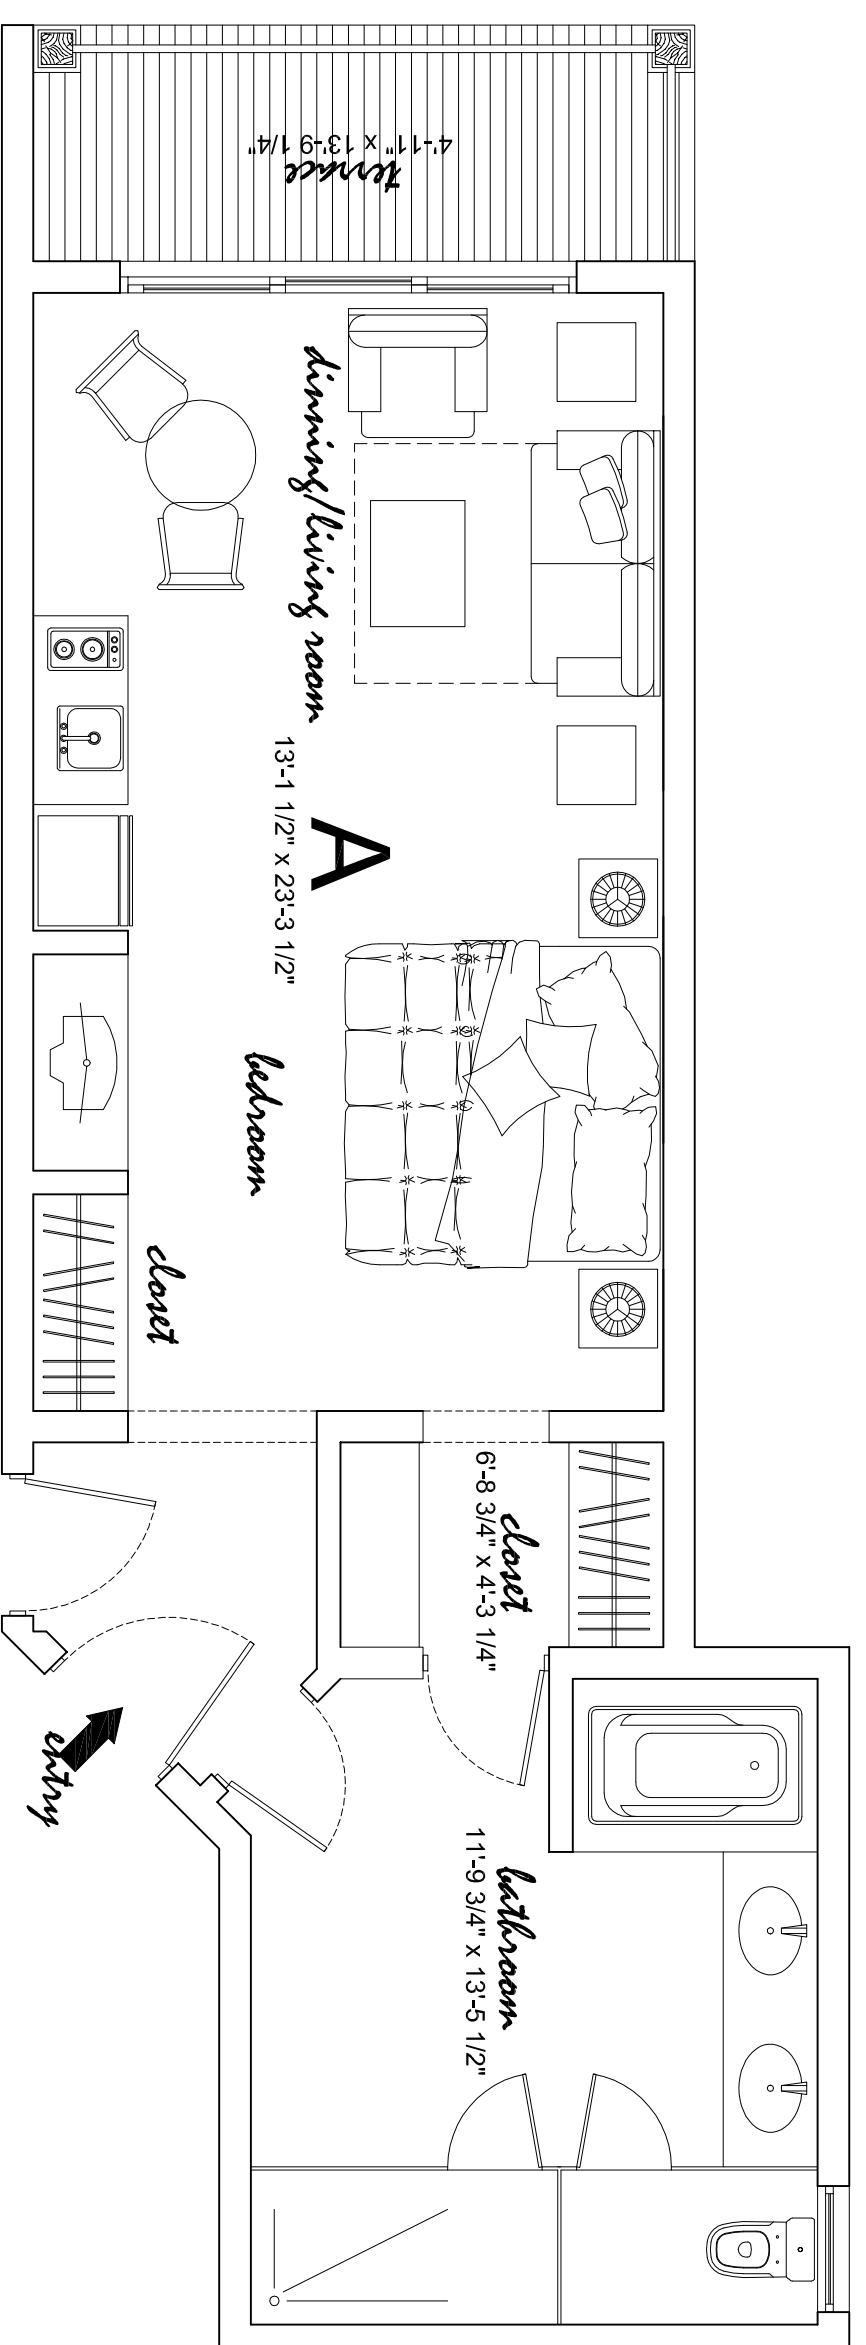 terrace
4'-11" x 13'-9 1/4"
dinning/living room
13'-1 1/2" x 23'-3 1/2"
A
bedroom
closet
closet
6'-8 3/4" x 4'-3 1/4"
entry
bathroom
11'-9 3/4" x 13'-5 1/2"